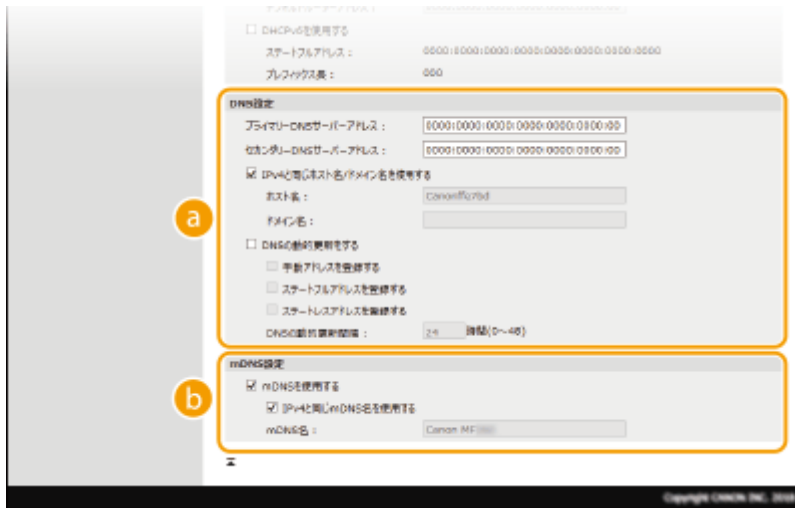 □ DHCPv6を使用する
ステートフルアドレス： 0000:0000:0000:0000:0000:0000:0000:0000
プレフィックス長： 000
DNS設定
プライマリーDNSサーバーアドレス： 0000:0000:0000:0000:0000:0000:00
セカンダリーDNSサーバーアドレス： 0000:0000:0000:0000:0000:0000:00
IPv4と同じホスト名/ドメイン名を使用する
ホスト名：
a
ドメイン名：
DNSの動的更新をする
手動アドレスを登録する
ステートフルアドレスを登録する
ステートレスアドレスを登録する
DNSの動的更新間隔： 24 時間(0～48)
mDNS設定
b
mDNSを使用する
IPv4と同じmDNS名を使用する
mDNS名： Canon MF
Copyright CANON INC. 2018